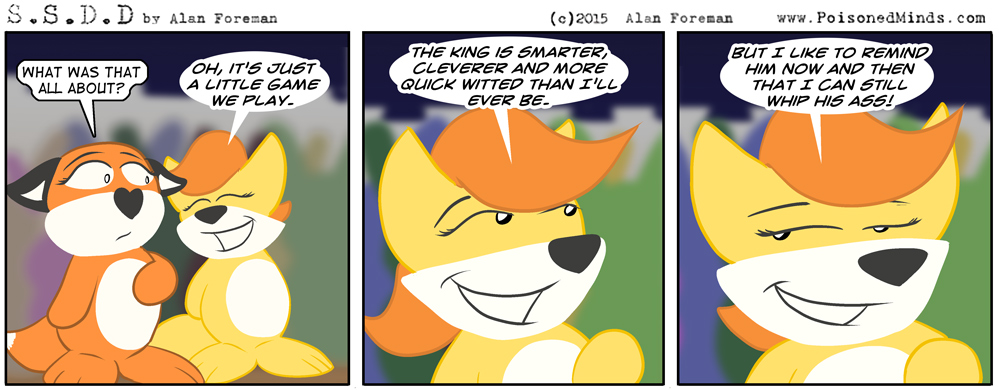 S.S.D.D by Alan Foreman (c)2015 Alan Foreman www.PoisonedMinds.com
WHAT WAS THAT
ALL ABOUT?
OH, IT'S JUST
A LITTLE GAME
WE PLAY..
THE KING IS SMARTER,
CLEVERER AND MORE
QUICK WITTED THAN I'LL
EVER BE..
BUT I LIKE TO REMIND
HIM NOW AND THEN
THAT I CAN STILL
WHIP HIS ASS!